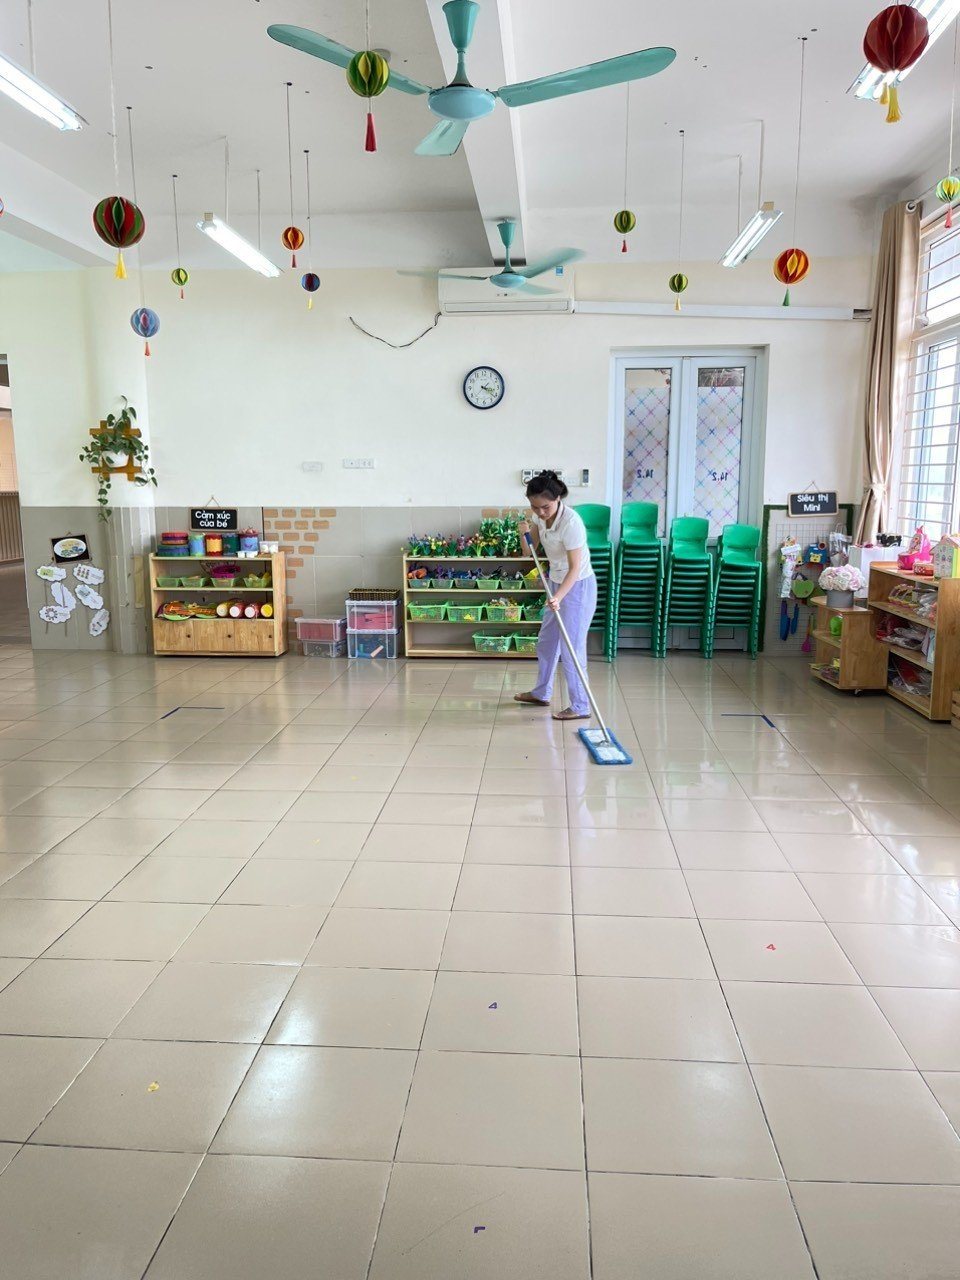 Cảm xúc
của bé
Siêu thị
Mini
14.2
14.2
4
4